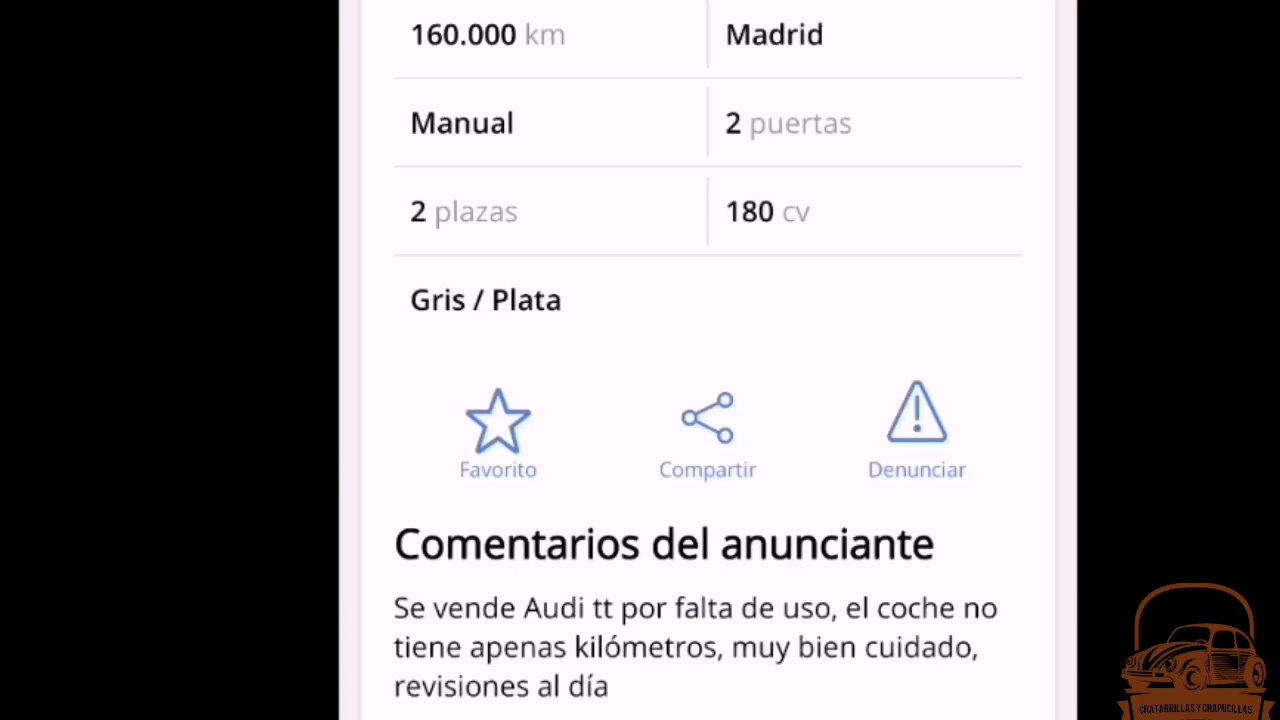 160.000 km
Madrid
Manual
2 puertas
2 plazas
180 cv
Gris / Plata
Favorito
Compartir
Denunciar
Comentarios del anunciante
Se vende Audi tt por falta de uso, el coche no
tiene apenas kilómetros, muy bien cuidado,
revisiones al día
CHATARRILLAS Y CHAPUCILLAS